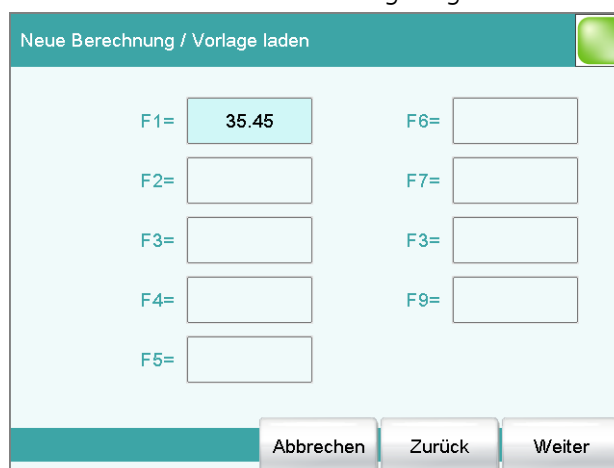 Neue Berechnung / Vorlage laden
F1= 35.45 F6=
F2= F7=
F3= F3=
F4= F9=
F5=
Abbrechen Zurück Weiter